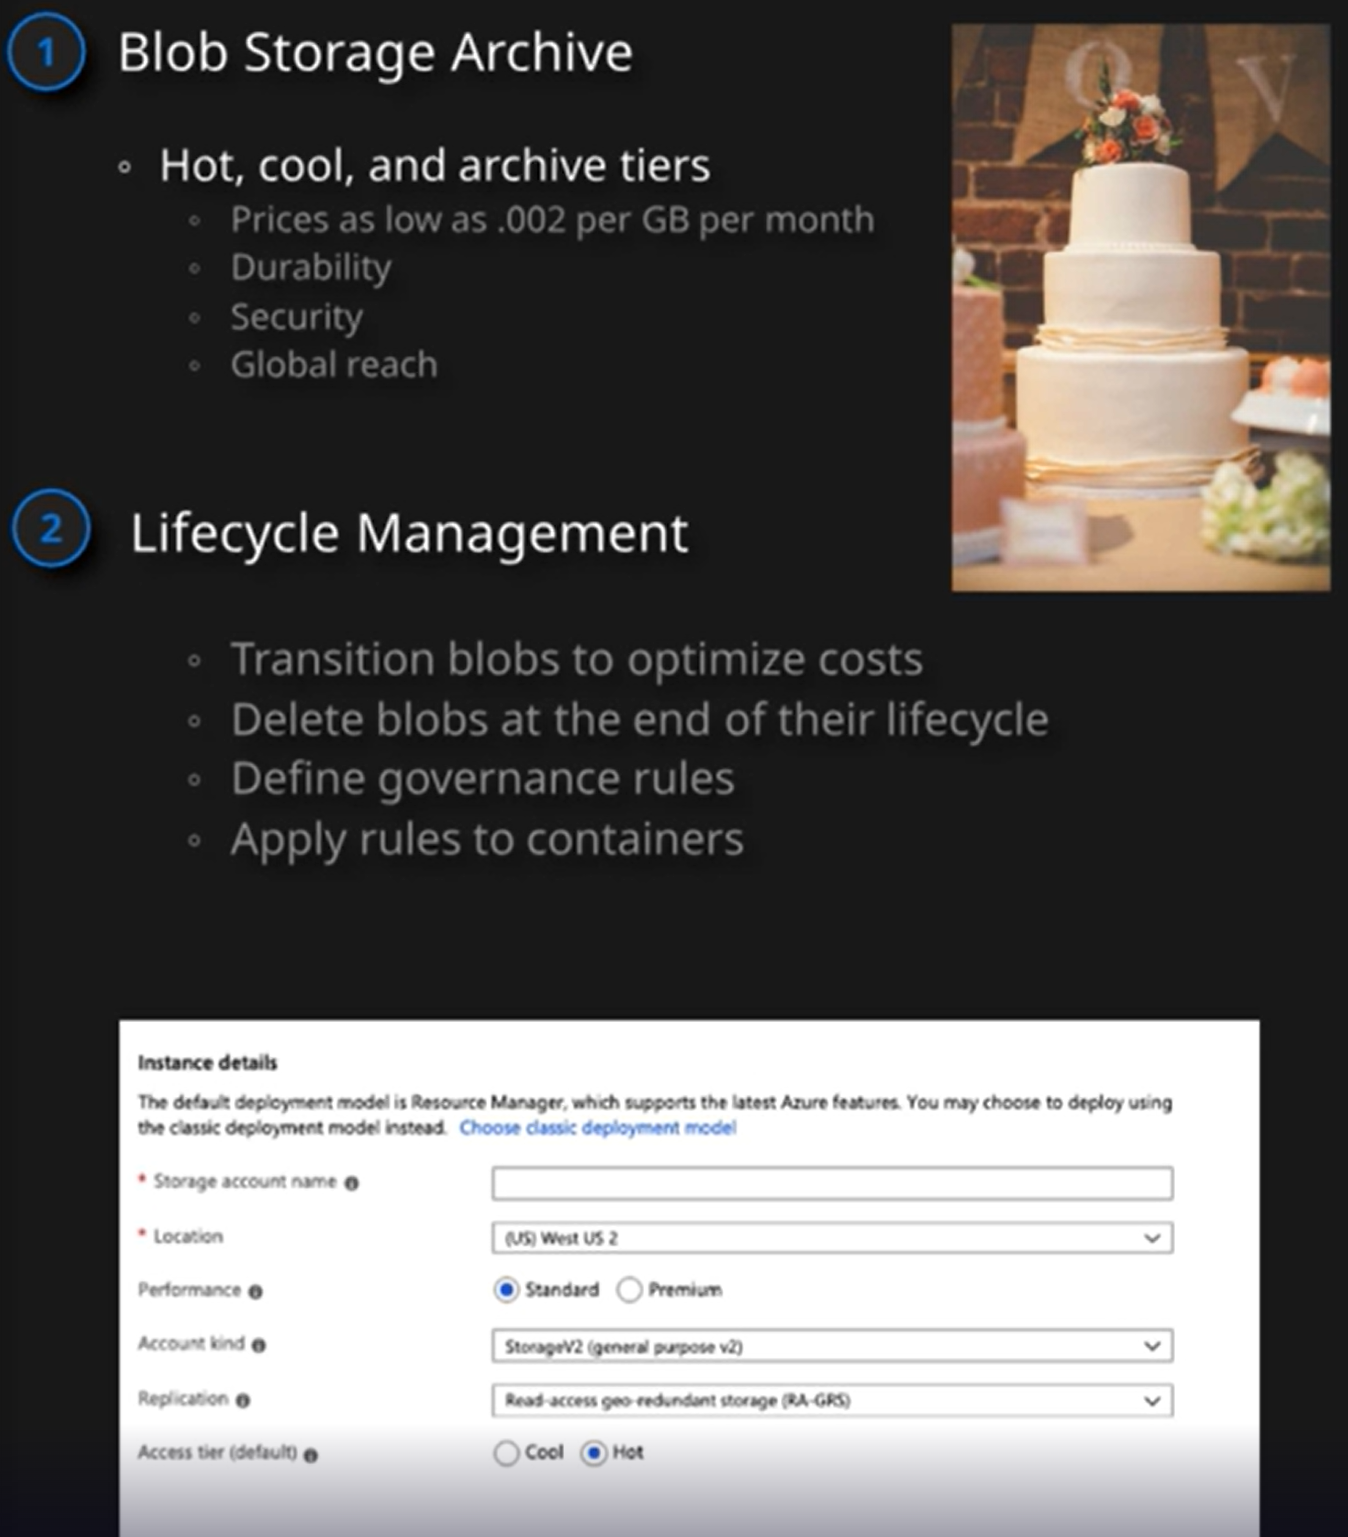 1 Blob Storage Archive
Hot, cool, and archive tiers
Prices as low as .002 per GB per month
Durability
Security
Global reach
O V
2 Lifecycle Management
Transition blobs to optimize costs
Delete blobs at the end of their lifecycle
Define governance rules
Apply rules to containers
Instance details
The default deployment model is Resource Manager, which supports the latest Azure features. You may choose to deploy using
the classic deployment model instead. Choose classic deployment model
* Storage account name
* Location (US) West US 2
Performance Standard Premium
Account kind StorageV2 (general purpose v2)
Replication Read-access geo-redundant storage (RA-GRS)
Access tier (default) Cool Hot